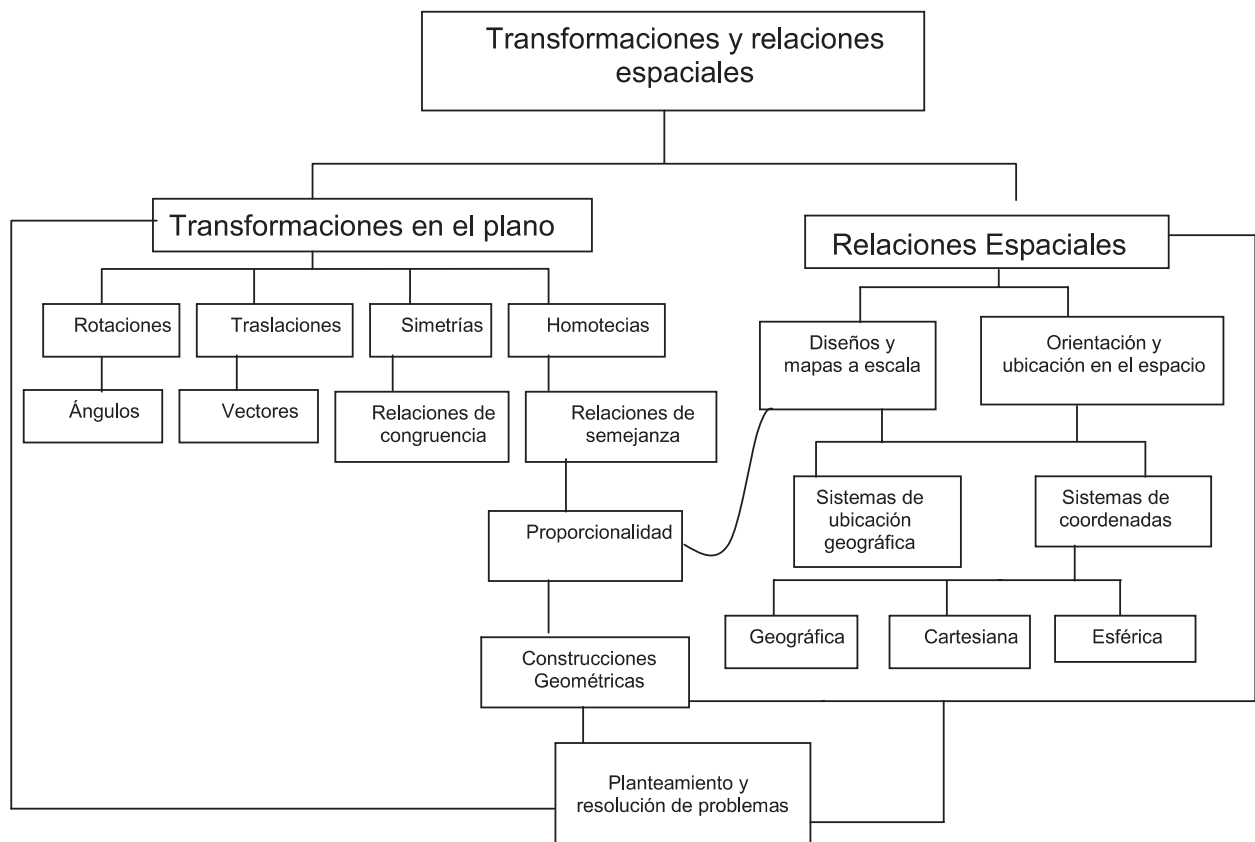 Transformaciones y relaciones
espaciales
Transformaciones en el plano
Relaciones Espaciales
Rotaciones
Traslaciones
Simetrías
Homotecias
Diseños y
mapas a escala
Orientación y
ubicación en el espacio
Ángulos
Vectores
Relaciones de
congruencia
Relaciones de
semejanza
Sistemas de
ubicación
geográfica
Sistemas de
coordenadas
Proporcionalidad
Geográfica
Cartesiana
Esférica
Construcciones
Geométricas
Planteamiento y
resolución de problemas